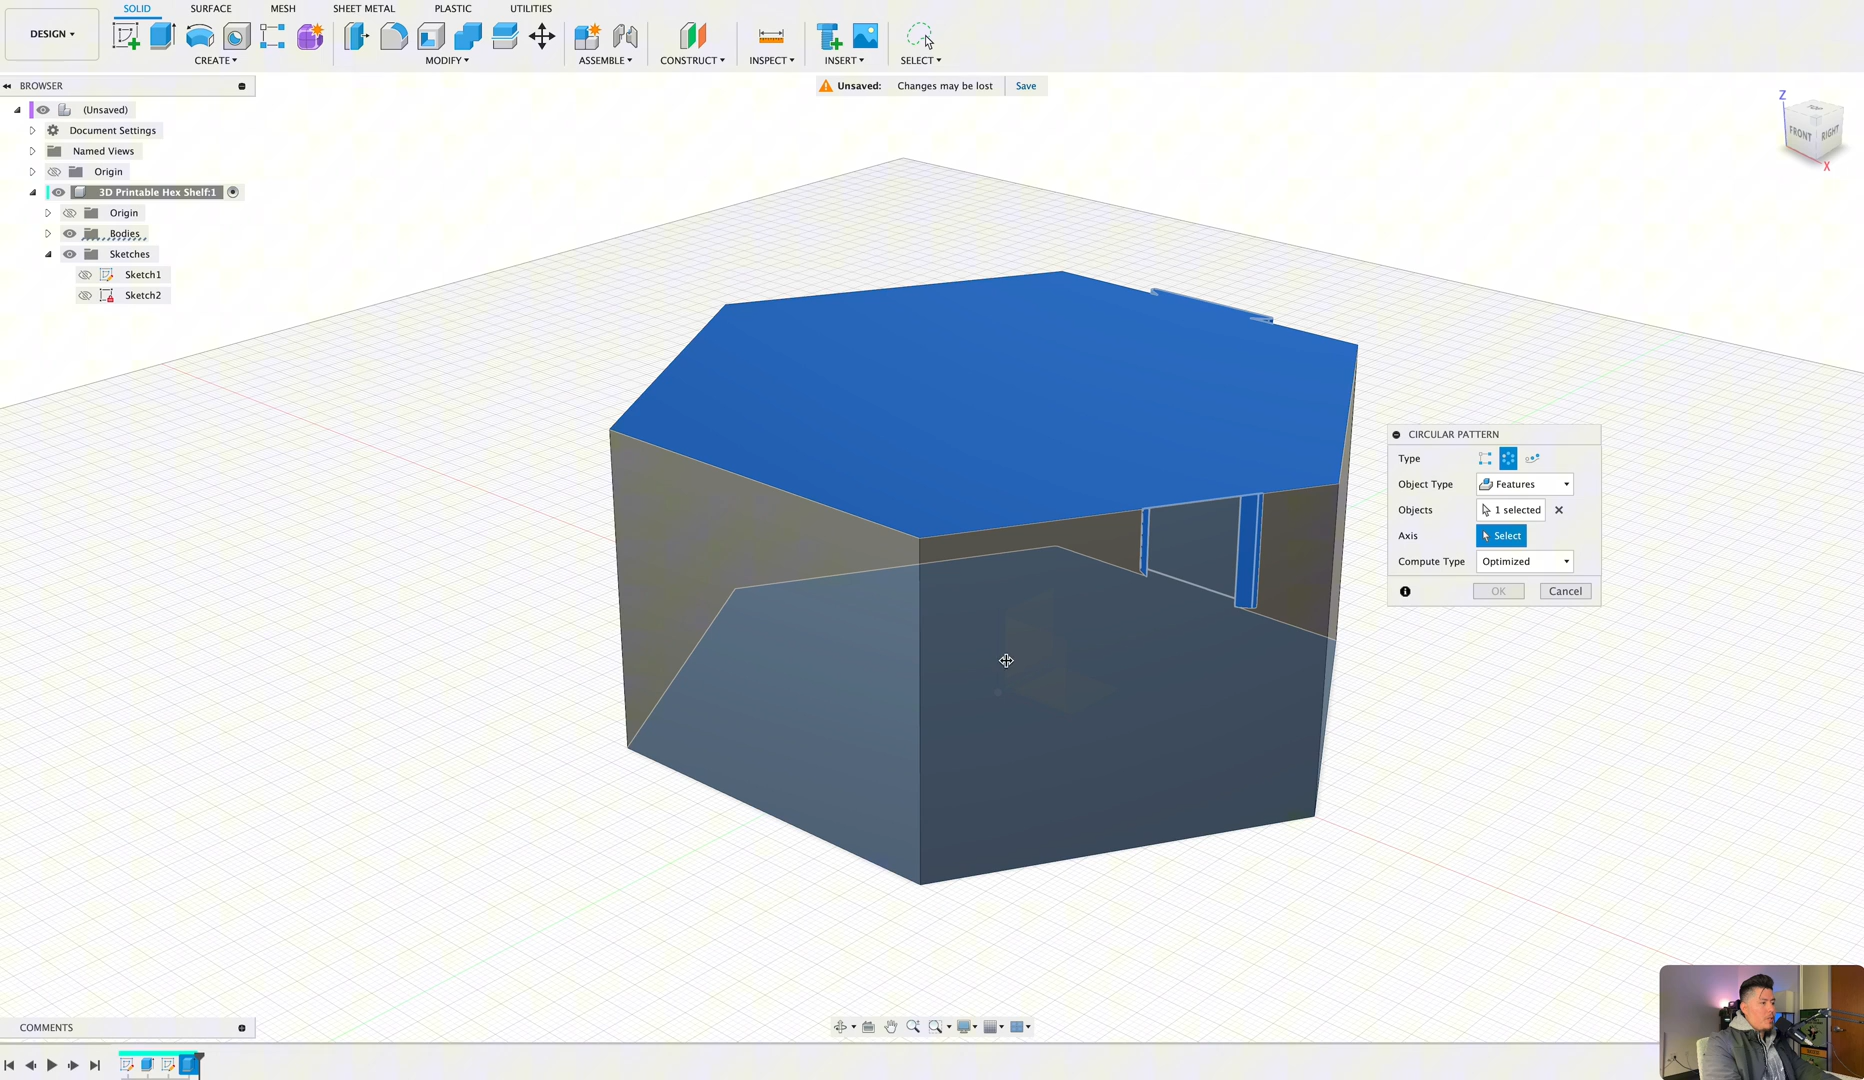 DESIGN
SOLID SURFACE MESH SHEET METAL PLASTIC UTILITIES
CREATE MODIFY ASSEMBLE CONSTRUCT INSPECT INSERT SELECT
BROWSER
Unsaved: Changes may be lost Save
(Unsaved)
Document Settings
Named Views
Origin
3D Printable Hex Shelf:1
Origin
Bodies
Sketches
Sketch1
Sketch2
Z
TOP
FRONT RIGHT
X
CIRCULAR PATTERN
Type
Object Type Features
Objects 1 selected
Axis Select
Compute Type Optimized
OK Cancel
COMMENTS